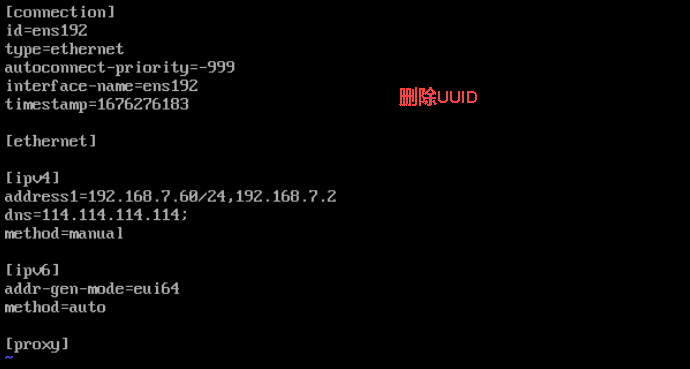 [connection]
id=ens192
type=ethernet
autoconnect-priority=-999
interface-name=ens192
删除UUID
timestamp=1676276183
[ethernet]
[ipv4]
address1=192.168.7.60/24,192.168.7.2
dns=114.114.114.114;
method=manual
[ipv6]
addr-gen-mode=eui64
method=auto
[proxy]
~